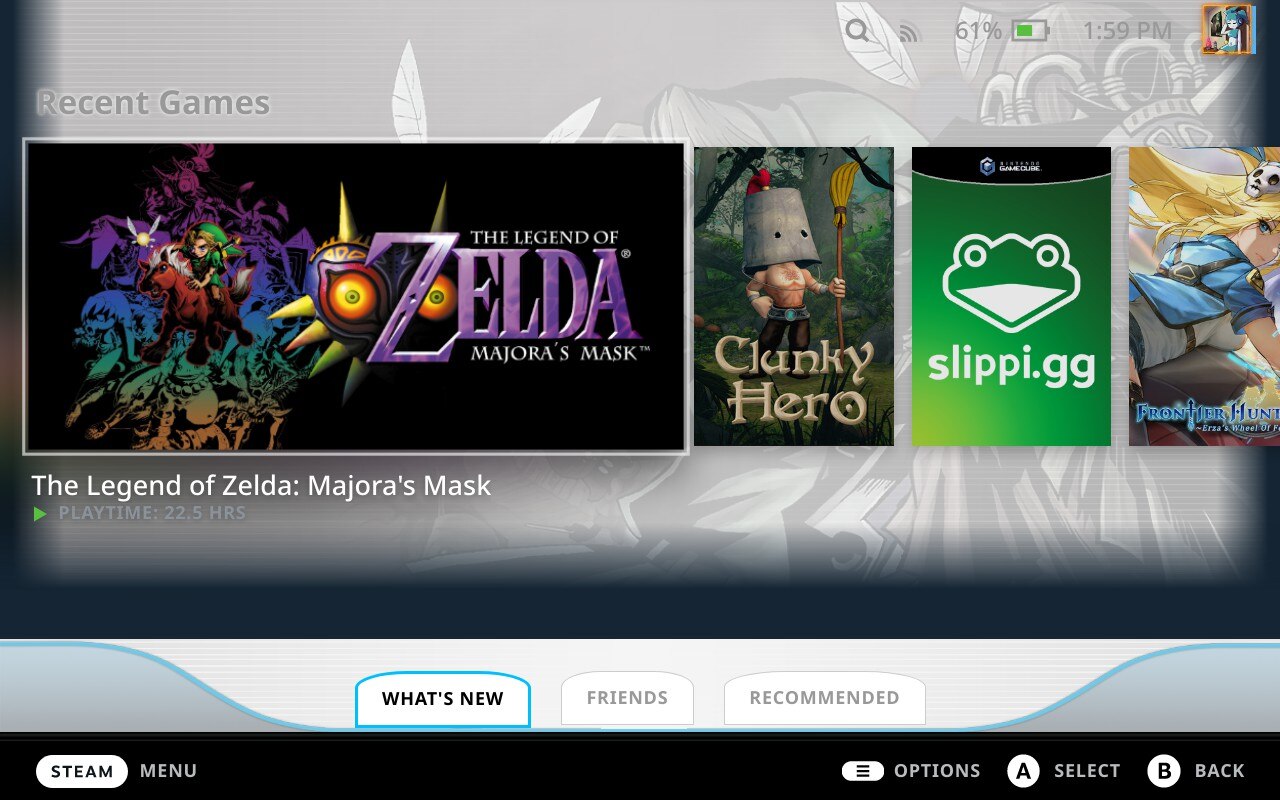 61%
1:59 PM
Recent Games
THE LEGEND OF
ZELDA®
MAJORA'S MASK™
Clunky
Hero
NINTENDO
GAMECUBE
slippi.gg
FRONTIER HUNT
~Erza's Wheel Of Fo
The Legend of Zelda: Majora's Mask
PLAYTIME: 22.5 HRS
WHAT'S NEW
FRIENDS
RECOMMENDED
STEAM MENU
OPTIONS
A SELECT
B BACK